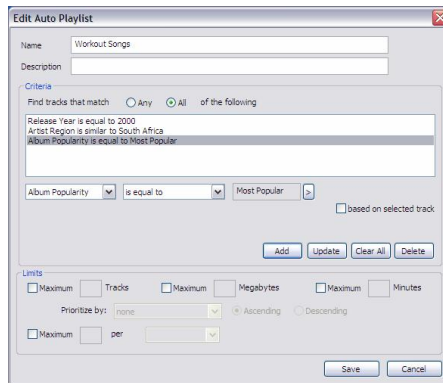 Edit Auto Playlist
Name Workout Songs
Description
Criteria
Find tracks that match Any All of the following
Release Year is equal to 2000
Artist Region is similar to South Africa
Album Popularity is equal to Most Popular
Album Popularity is equal to Most Popular >
based on selected track
Add Update Clear All Delete
Limits
Maximum Tracks Maximum Megabytes Maximum Minutes
Prioritize by: none Ascending Descending
Maximum per
Save Cancel